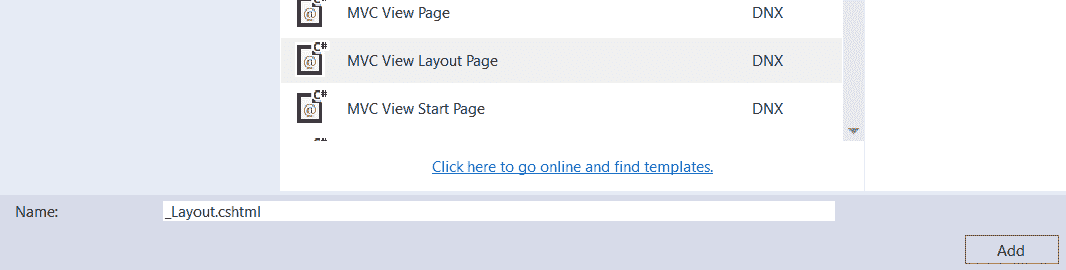 MVC View Page DNX
C#
MVC View Layout Page DNX
C#
MVC View Start Page DNX
Click here to go online and find templates.
Name: _Layout.cshtml
Add